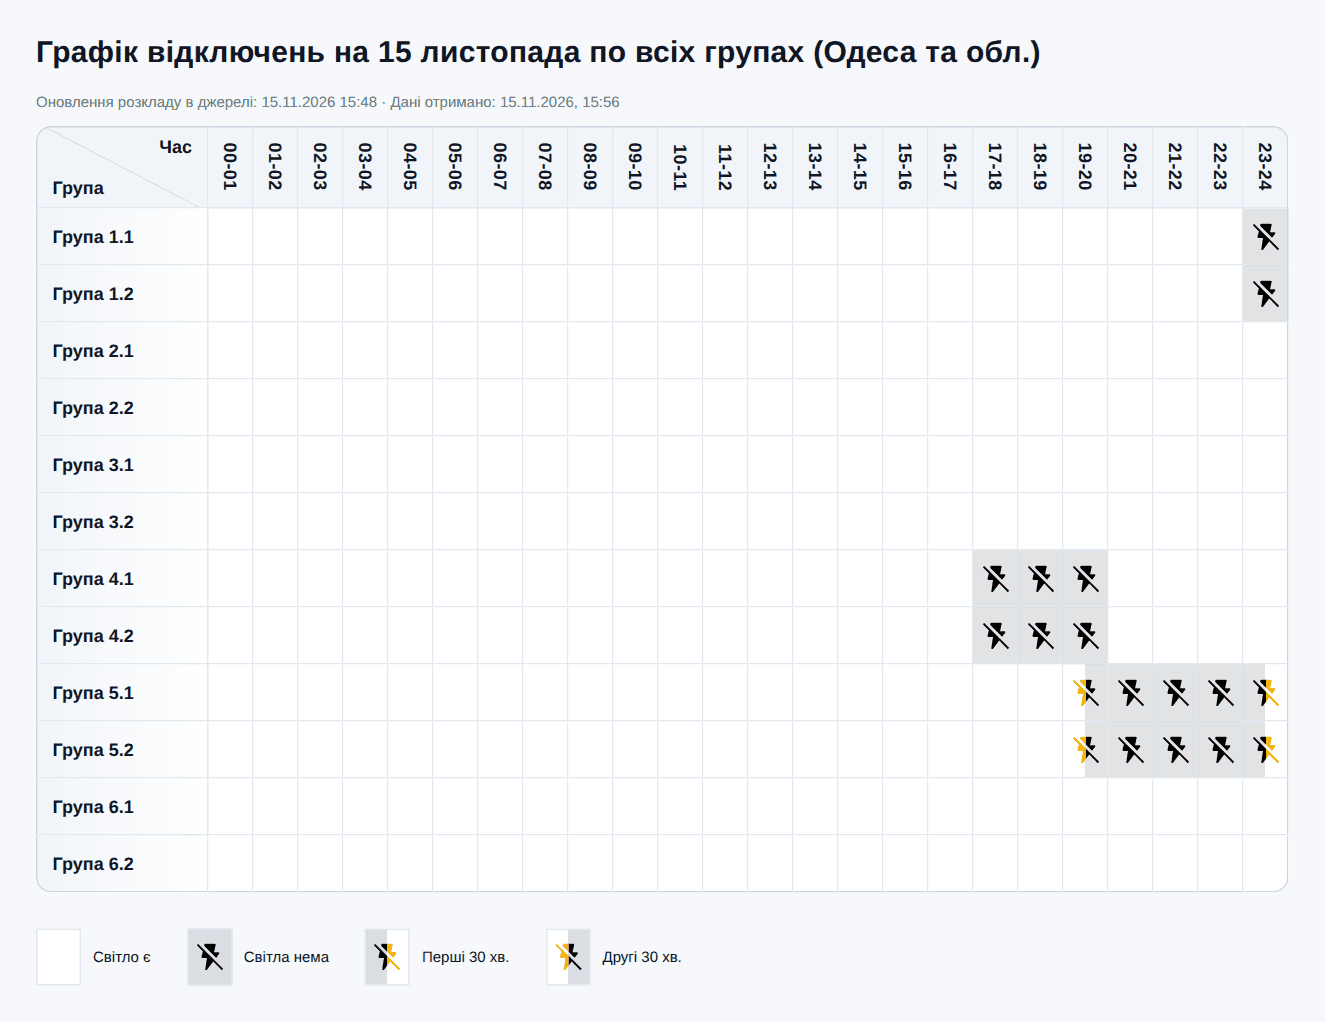 Графік відключень на 15 листопада по всіх групах (Одеса та обл.)
Оновлення розкладу в джерелі: 15.11.2026 15:48 · Дані отримано: 15.11.2026, 15:56
Час
Група
00-01 01-02 02-03 03-04 04-05 05-06 06-07 07-08 08-09 09-10 10-11 11-12 12-13 13-14 14-15 15-16 16-17 17-18 18-19 19-20 20-21 21-22 22-23 23-24
Група 1.1
Група 1.2
Група 2.1
Група 2.2
Група 3.1
Група 3.2
Група 4.1
Група 4.2
Група 5.1
Група 5.2
Група 6.1
Група 6.2
Світло є Світла нема Перші 30 хв. Другі 30 хв.